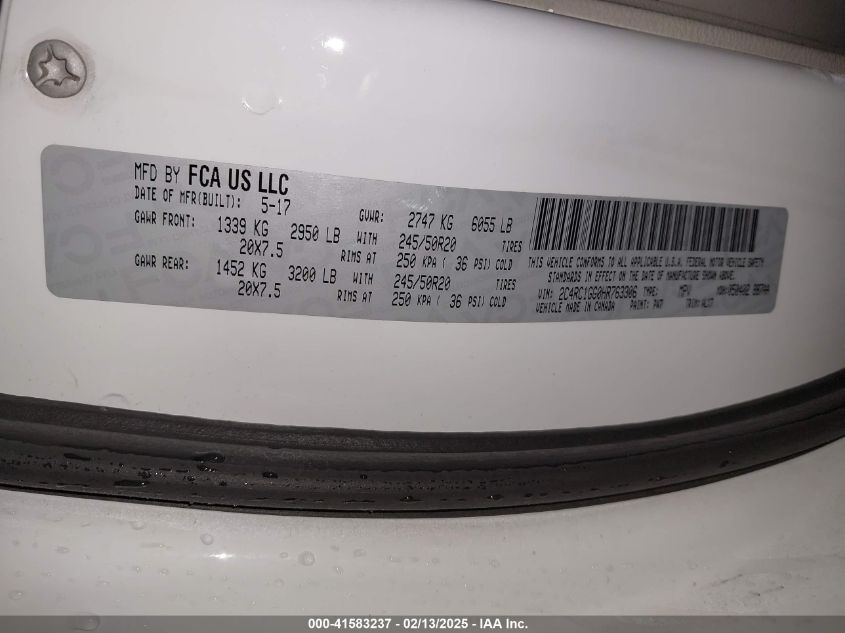 MFD BY FCA US LLC
DATE OF MFR(BUILT): 5-17 GVWR: 2747 KG 6055 LB
GAWR FRONT: 1339 KG 2950 LB WITH 245/50R20 TIRES
20X7.5 RIMS AT 250 KPA ( 36 PSI) COLD
GAWR REAR: 1452 KG 3200 LB WITH 245/50R20 TIRES
20X7.5 RIMS AT 250 KPA ( 36 PSI) COLD
THIS VEHICLE CONFORMS TO ALL APPLICABLE U.S.A. FEDERAL MOTOR VEHICLE SAFETY
STANDARDS IN EFFECT ON THE DATE OF MANUFACTURE SHOWN ABOVE.
VIN: 2C4RC1GG0HR763306 TYPE: MPV MDH:
VEHICLE MADE IN CANADA PAINT: PW7 TRIM:
000-41583237 - 02/13/2025 - IAA Inc.